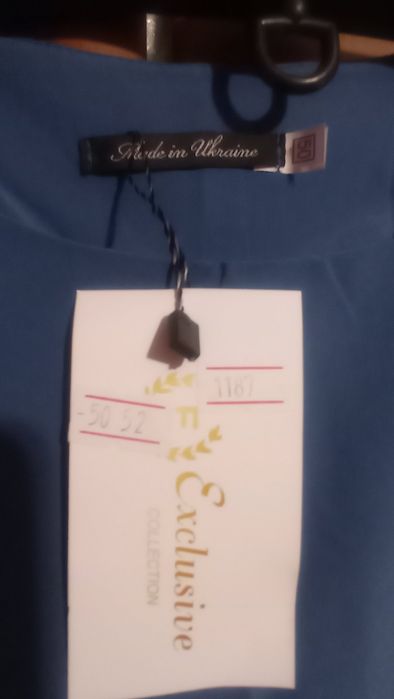 Made in Ukraine
50
1187
-50 52
E
Exclusive
COLLECTION